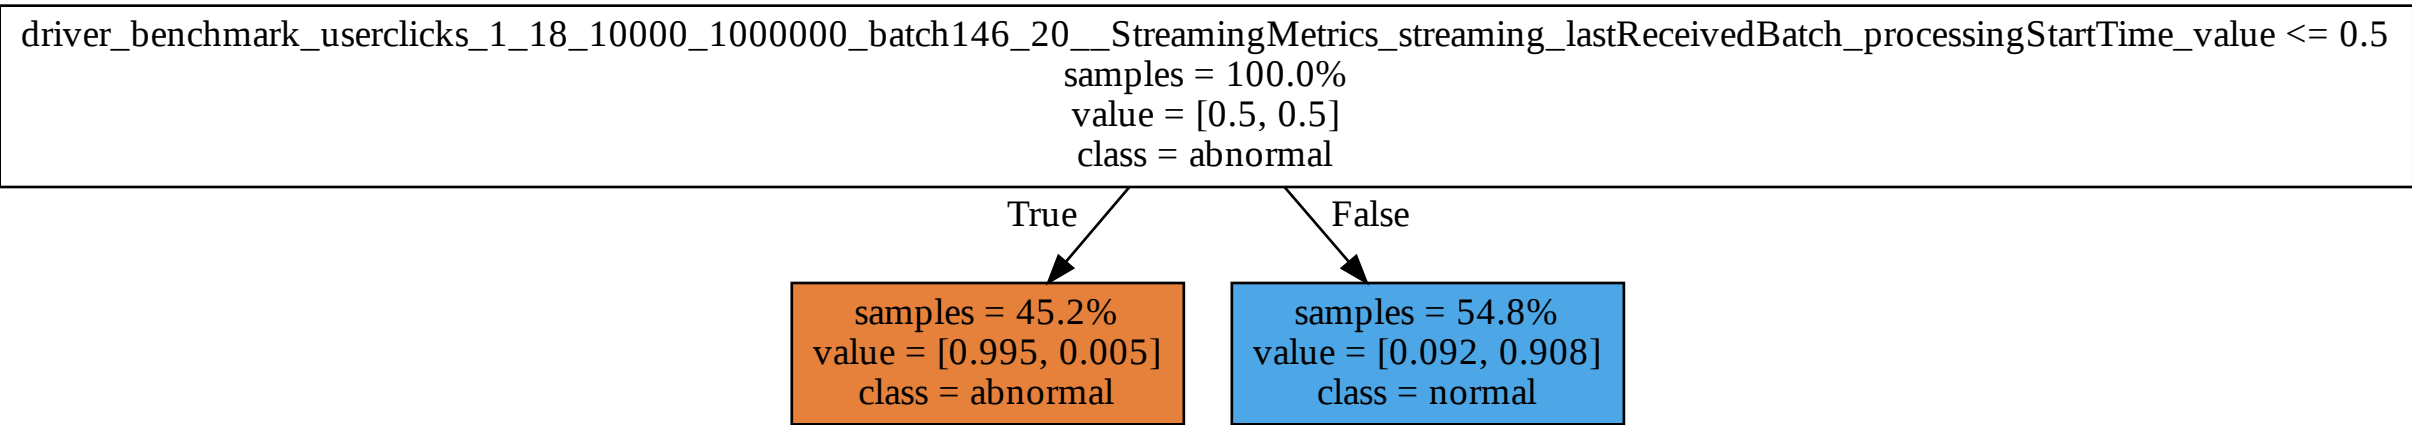 driver_benchmark_userclicks_1_18_10000_1000000_batch146_20__StreamingMetrics_streaming_lastReceivedBatch_processingStartTime_value <= 0.5
samples = 100.0%
value = [0.5, 0.5]
class = abnormal
True
False
samples = 45.2%
value = [0.995, 0.005]
class = abnormal
samples = 54.8%
value = [0.092, 0.908]
class = normal